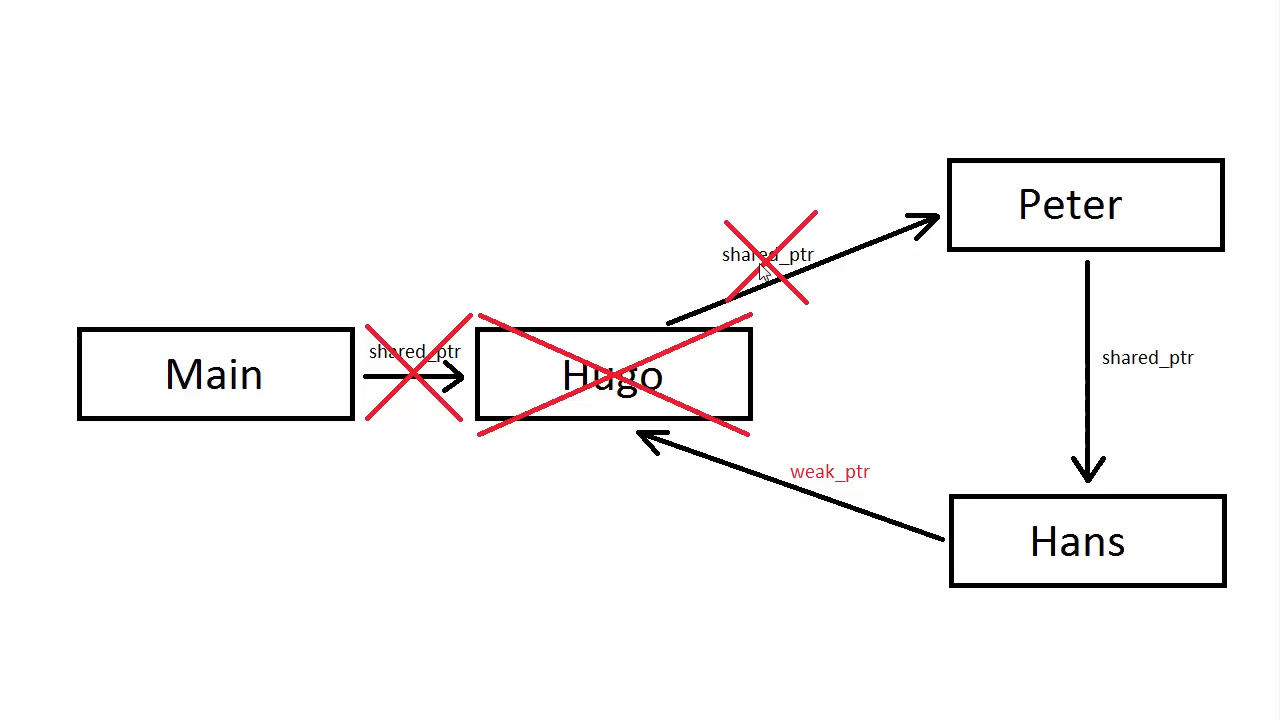 Peter
shared_ptr
shared_ptr
Main
shared_ptr
Hugo
weak_ptr
Hans